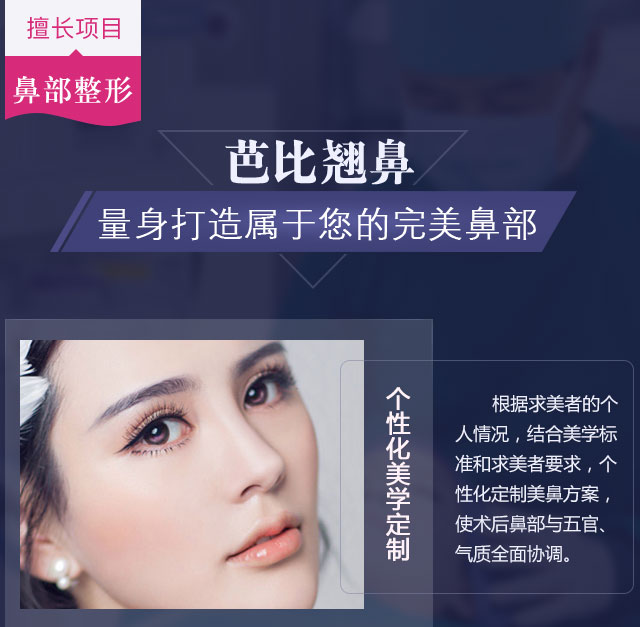 擅长项目
鼻部整形
芭比翘鼻
量身打造属于您的完美鼻部
个性化美学定制
根据求美者的个
人情况，结合美学标
准和求美者要求，个
性化定制美鼻方案，
使术后鼻部与五官、
气质全面协调。